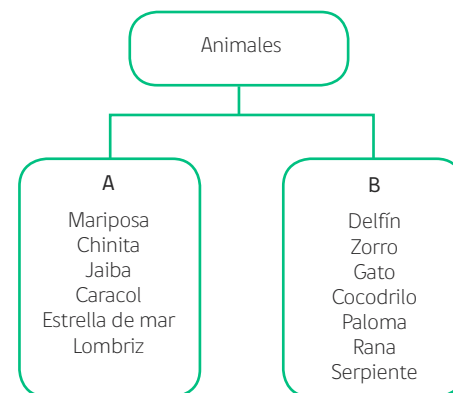 Animales
A
Mariposa
Chinita
Jaiba
Caracol
Estrella de mar
Lombriz
B
Delfín
Zorro
Gato
Cocodrilo
Paloma
Rana
Serpiente